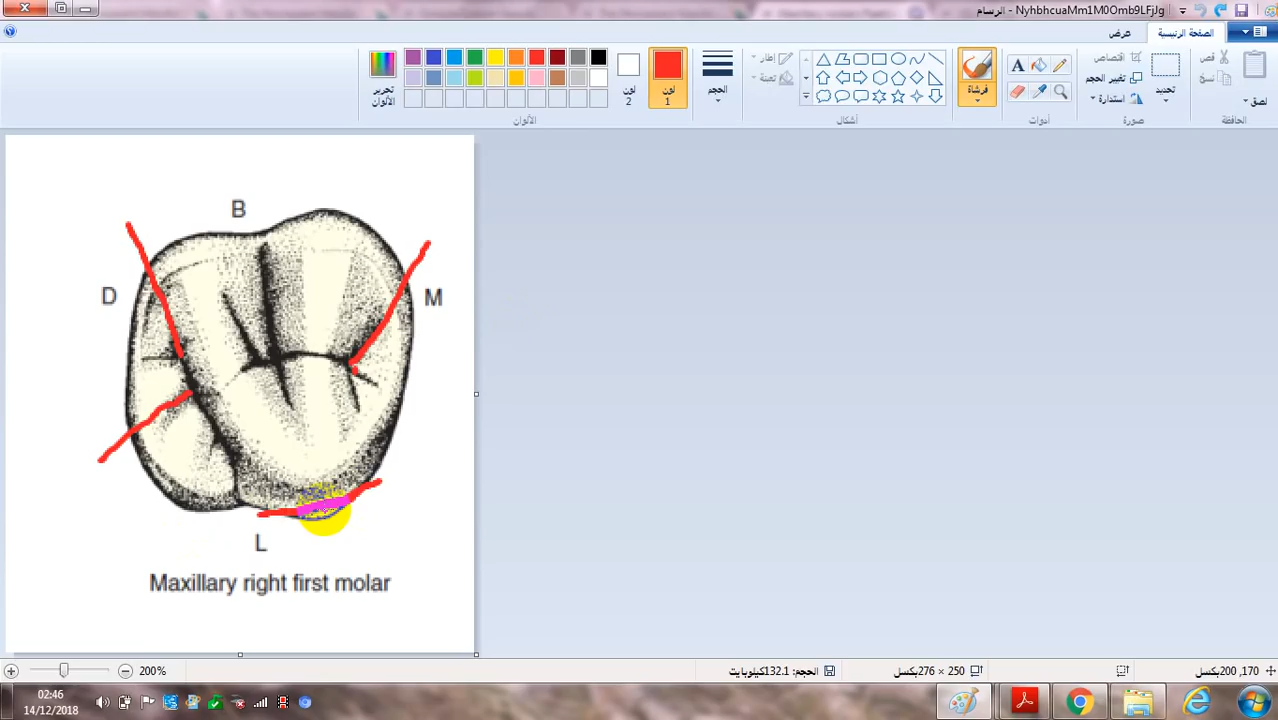 NyhbhcuaMm1M0Omb9LFjJg - الرسام
الصفحة الرئيسية
عرض
لصق
قص
نسخ
الحافظة
تحديد
اقتصاص
تغيير الحجم
استدارة
صورة
A
أدوات
فرشاة
إطار
تعبئة
أشكال
الحجم
لون 1
لون 2
تحرير الألوان
الألوان
B
D
M
L
Maxillary right first molar
200%
الحجم: 132.1كيلوبايت
250 × 276بكسل
200, 170بكسل
02:46
14/12/2018